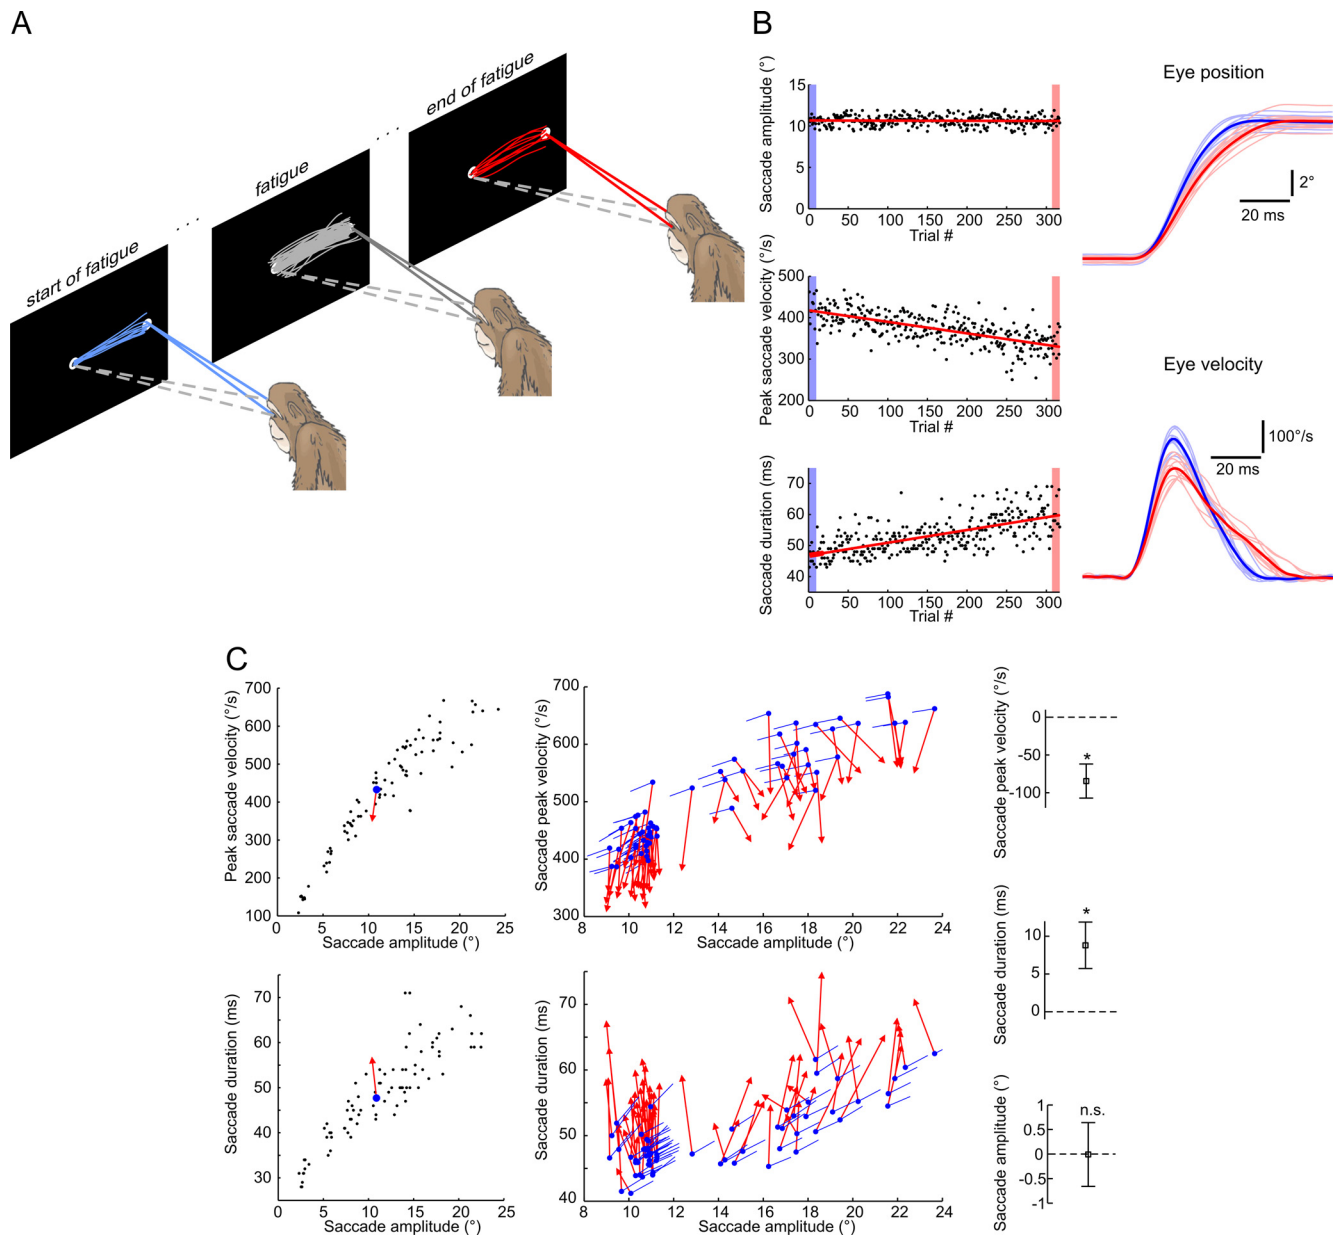 A
start of fatigue
. . .
fatigue
. . .
end of fatigue
B
Saccade amplitude (°)
15
10
5
0
0 50 100 150 200 250 300
Trial #
Peak saccade velocity (°/s)
500
400
300
200
0 50 100 150 200 250 300
Trial #
Saccade duration (ms)
70
60
50
40
0 50 100 150 200 250 300
Trial #
Eye position
2°
20 ms
Eye velocity
100°/s
20 ms
C
Peak saccade velocity (°/s)
700
600
500
400
300
200
100
0 5 10 15 20 25
Saccade amplitude (°)
Saccade peak velocity (°/s)
700
600
500
400
300
8 10 12 14 16 18 20 22 24
Saccade amplitude (°)
Saccade peak velocity (°/s)
0
-50
-100
*
Saccade duration (ms)
70
60
50
40
30
0 5 10 15 20 25
Saccade amplitude (°)
Saccade duration (ms)
70
60
50
40
8 10 12 14 16 18 20 22 24
Saccade amplitude (°)
Saccade duration (ms)
10
5
0
*
Saccade amplitude (°)
1
0.5
0
-0.5
-1
n.s.